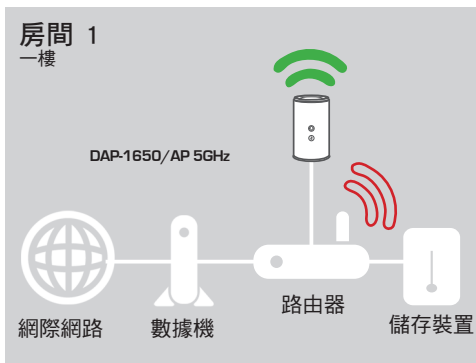 房間 1
一樓
DAP-1650/AP 5GHz
網際網路
數據機
路由器
儲存裝置